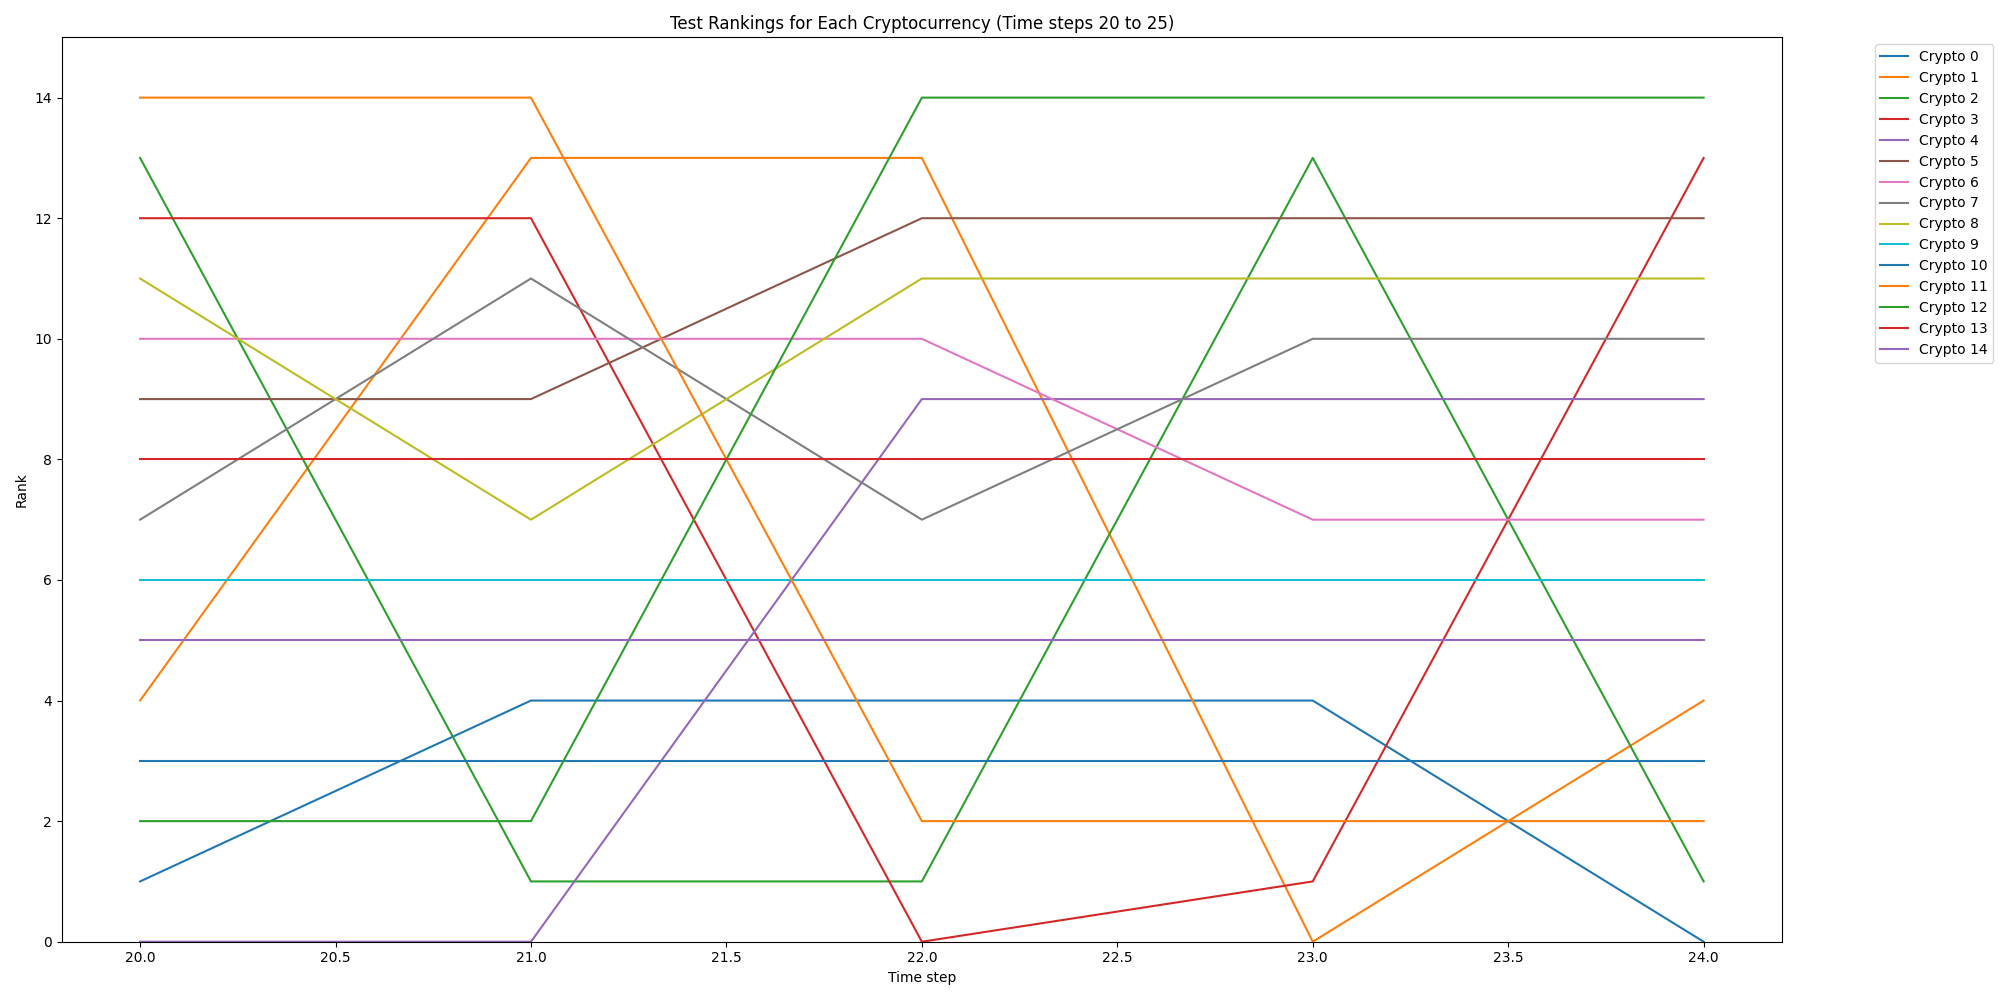 Test Rankings for Each Cryptocurrency (Time steps 20 to 25)
Crypto 0
Crypto 1
Crypto 2
Crypto 3
Crypto 4
Crypto 5
Crypto 6
Crypto 7
Crypto 8
Crypto 9
Crypto 10
Crypto 11
Crypto 12
Crypto 13
Crypto 14
Rank
14
12
10
8
6
4
2
0
20.0 20.5 21.0 21.5 22.0 22.5 23.0 23.5 24.0
Time step